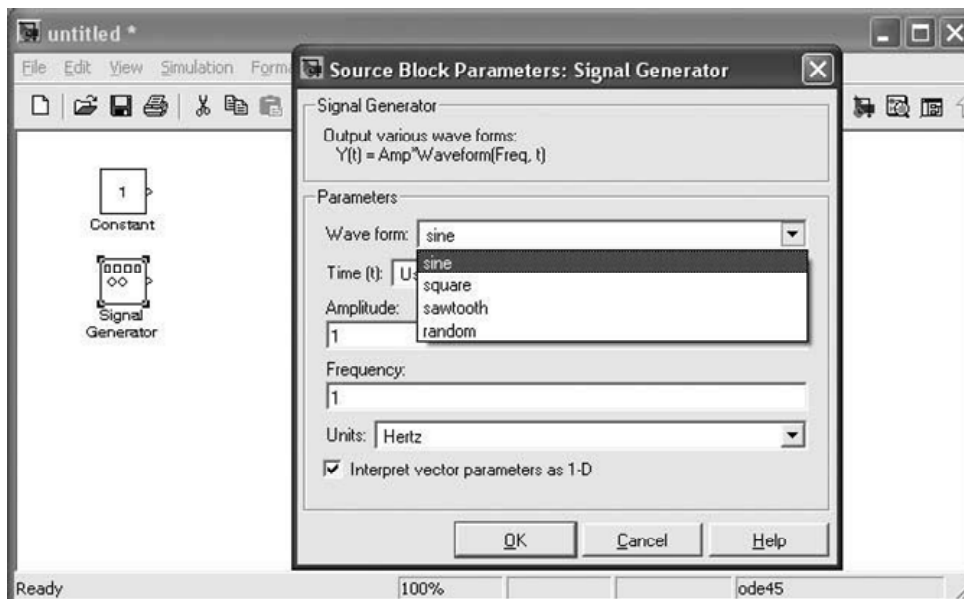 untitled *
File Edit View Simulation Forma
Source Block Parameters: Signal Generator
Signal Generator
Output various wave forms:
Y(t) = Amp*Waveform(Freq, t)
Parameters
Wave form: sine
sine
square
sawtooth
random
Time (t): Us
Amplitude:
1
Frequency:
1
Units: Hertz
Interpret vector parameters as 1-D
OK Cancel Help
1
Constant
Signal
Generator
Ready 100% ode45